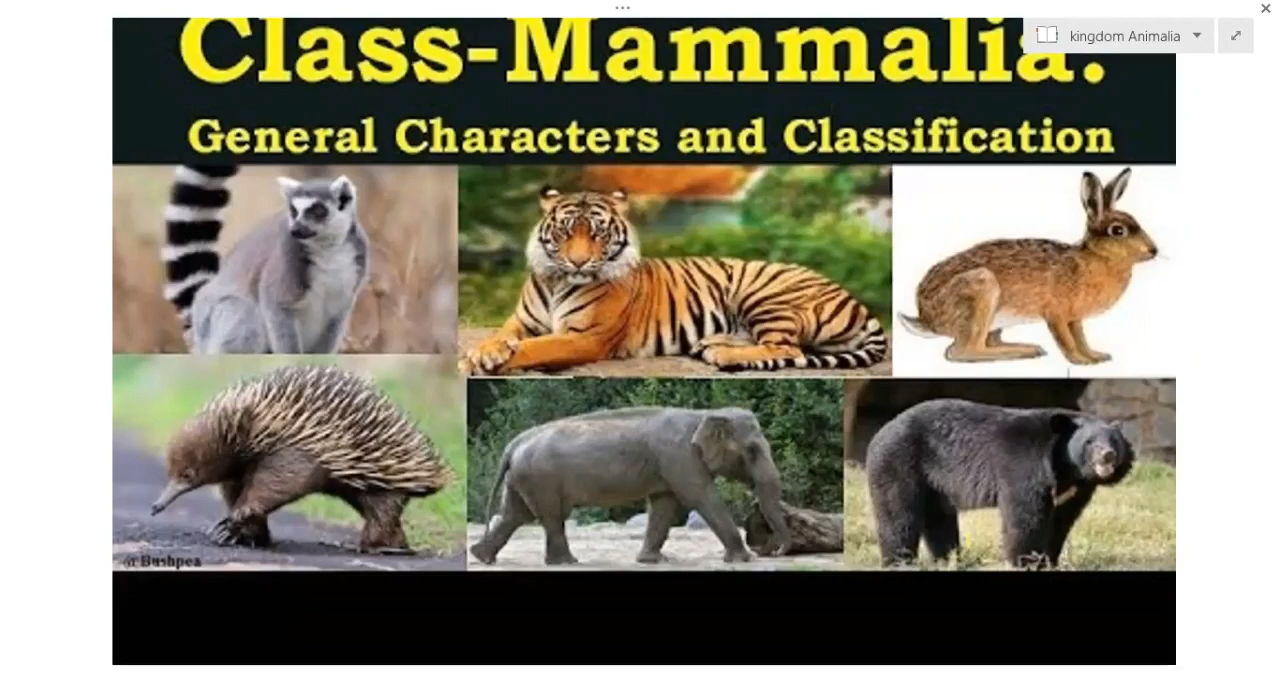 Class-Mammalia:
kingdom Animalia
General Characters and Classification
Bushpea